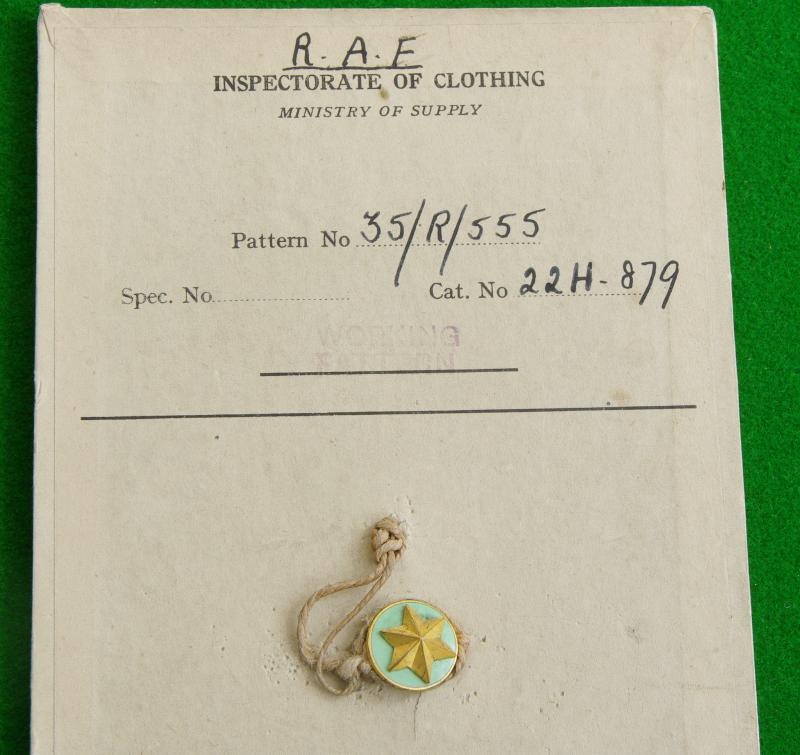 R.A.F
INSPECTORATE OF CLOTHING
MINISTRY OF SUPPLY
Pattern No 35/R/555
Spec. No.
Cat. No 22H-879
WORKING
PATTERN